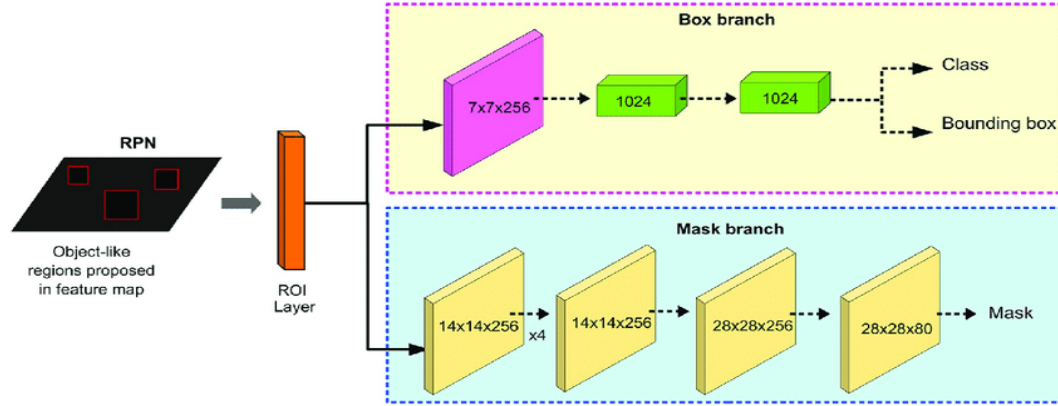 Box branch
7x7x256
1024
1024
Class
Bounding box
RPN
Object-like
regions proposed
in feature map
ROI
Layer
Mask branch
14x14x256
x4
14x14x256
28x28x256
28x28x80
Mask